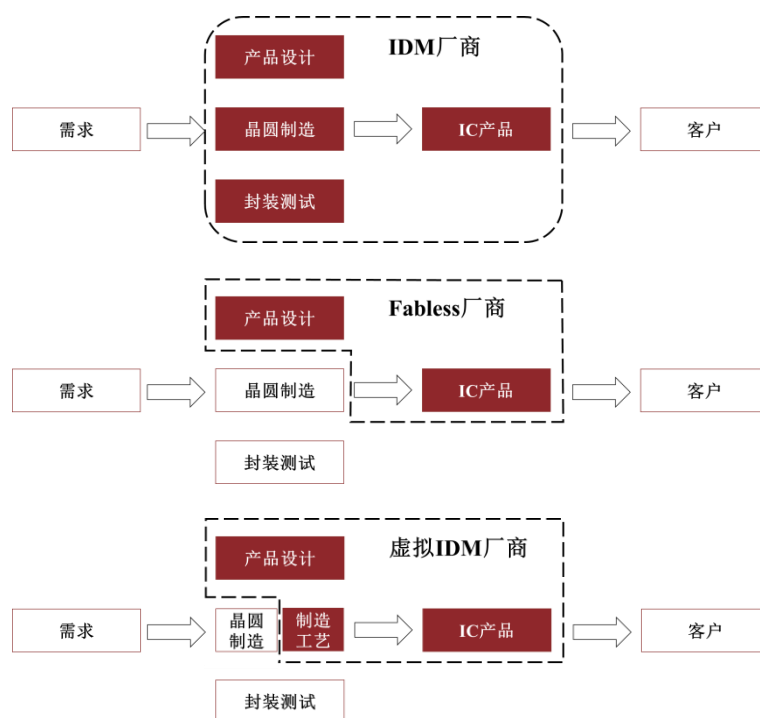 产品设计
IDM厂商
需求
晶圆制造
IC产品
客户
封装测试
产品设计
Fabless厂商
需求
晶圆制造
IC产品
客户
封装测试
产品设计
虚拟IDM厂商
需求
晶圆
制造
制造
工艺
IC产品
客户
封装测试